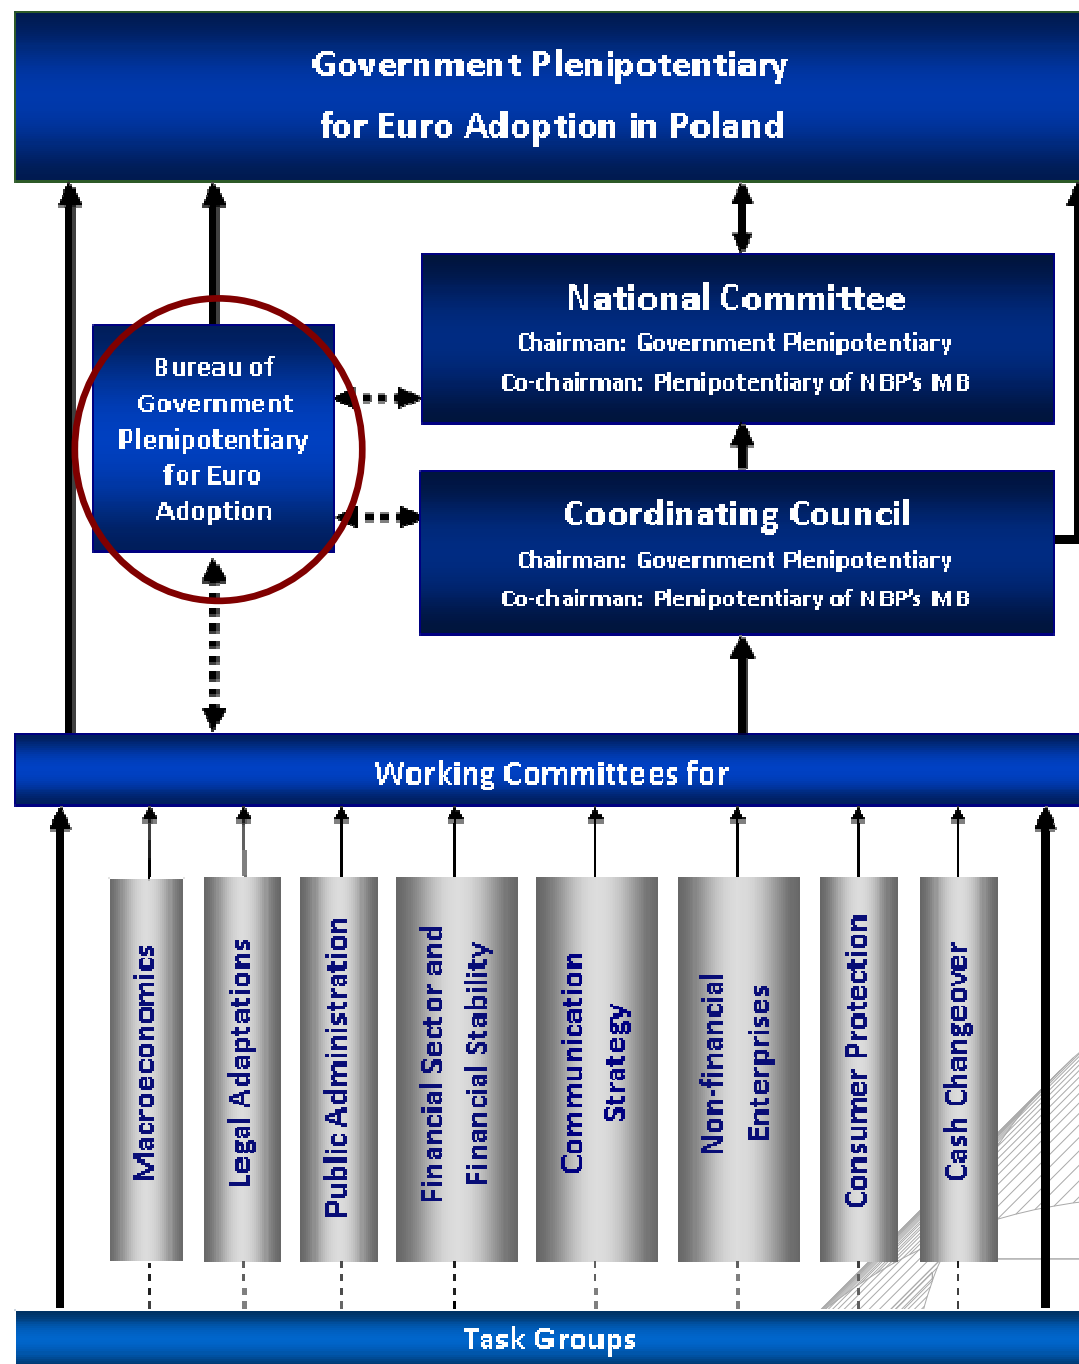 Government Plenipotentiary
for Euro Adoption in Poland
National Committee
Chairman: Government Plenipotentiary
Co-chairman: Plenipotentiary of NBP's MB
Bureau of
Government
Plenipotentiary
for Euro
Adoption
Coordinating Council
Chairman: Government Plenipotentiary
Co-chairman: Plenipotentiary of NBP's MB
Working Committees for
Macroeconomics
Legal Adaptations
Public Administration
Financial Sector and
Financial Stability
Communication
Strategy
Non-financial
Enterprises
Consumer Protection
Cash Changeover
Task Groups